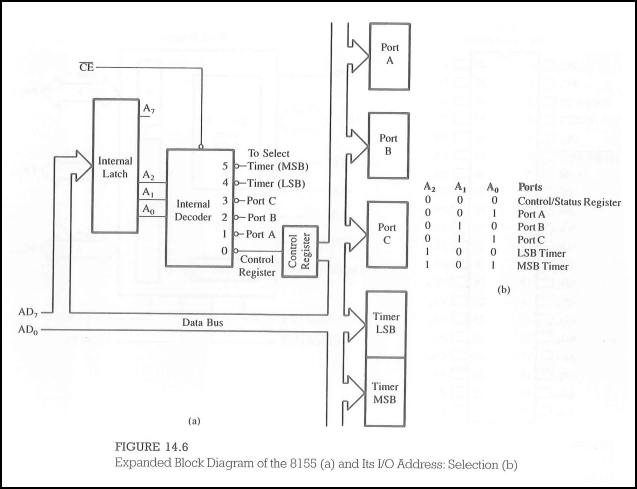 Port
A
CE
A7
Port
B
Internal
Latch
To Select
5 Timer (MSB)
A2
4 Timer (LSB)
A1
3 Port C
A0
Internal
Decoder
2 Port B
1 Port A
0
Control
Register
Control
Register
Port
C
A2 A1 A0 Ports
0 0 0 Control/Status Register
0 0 1 Port A
0 1 0 Port B
0 1 1 Port C
1 0 0 LSB Timer
1 0 1 MSB Timer
(b)
AD7
Data Bus
AD0
Timer
LSB
Timer
MSB
(a)
FIGURE 14.6
Expanded Block Diagram of the 8155 (a) and Its I/O Address: Selection (b)